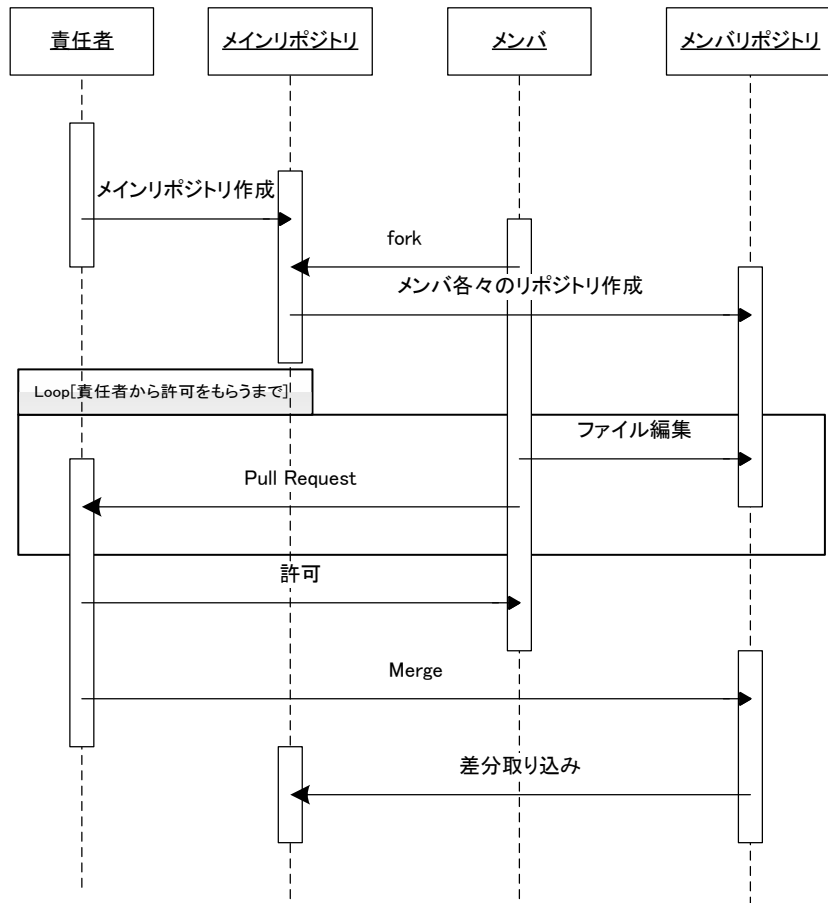 責任者
メインリポジトリ
メンバ
メンバリポジトリ
メインリポジトリ作成
fork
メンバ各々のリポジトリ作成
Loop[責任者から許可をもらうまで]
ファイル編集
Pull Request
許可
Merge
差分取り込み